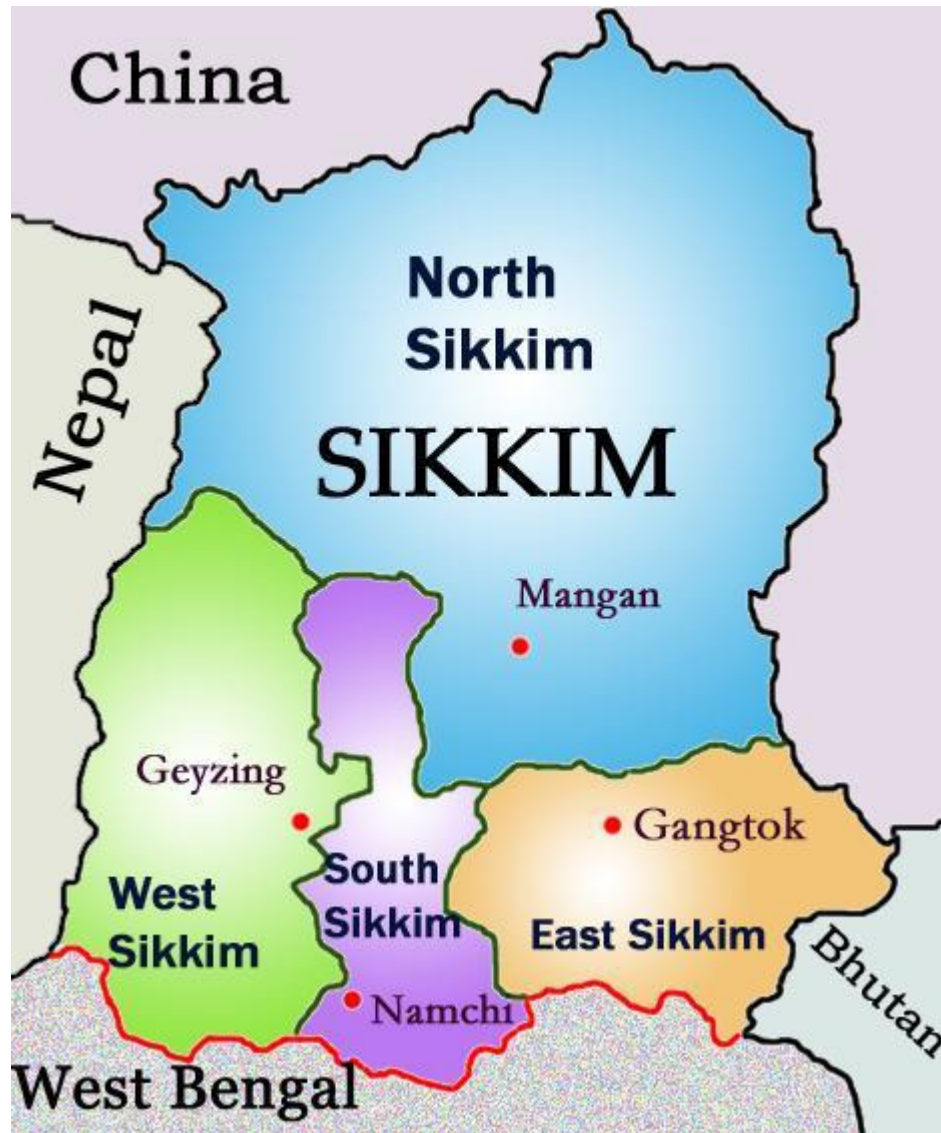 China
Nepal
North
Sikkim
SIKKIM
Mangan
Geyzing
Gangtok
West
Sikkim
South
Sikkim
East Sikkim
Bhutan
Namchi
West Bengal